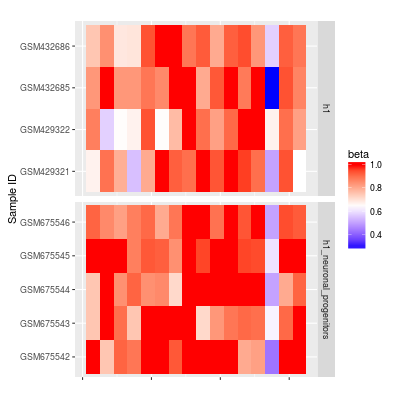 Sample ID
GSM432686
GSM432685
GSM429322
GSM429321
h1
GSM675546
GSM675545
GSM675544
GSM675543
GSM675542
h1_neuronal_progenitors
beta
1.0
0.8
0.6
0.4